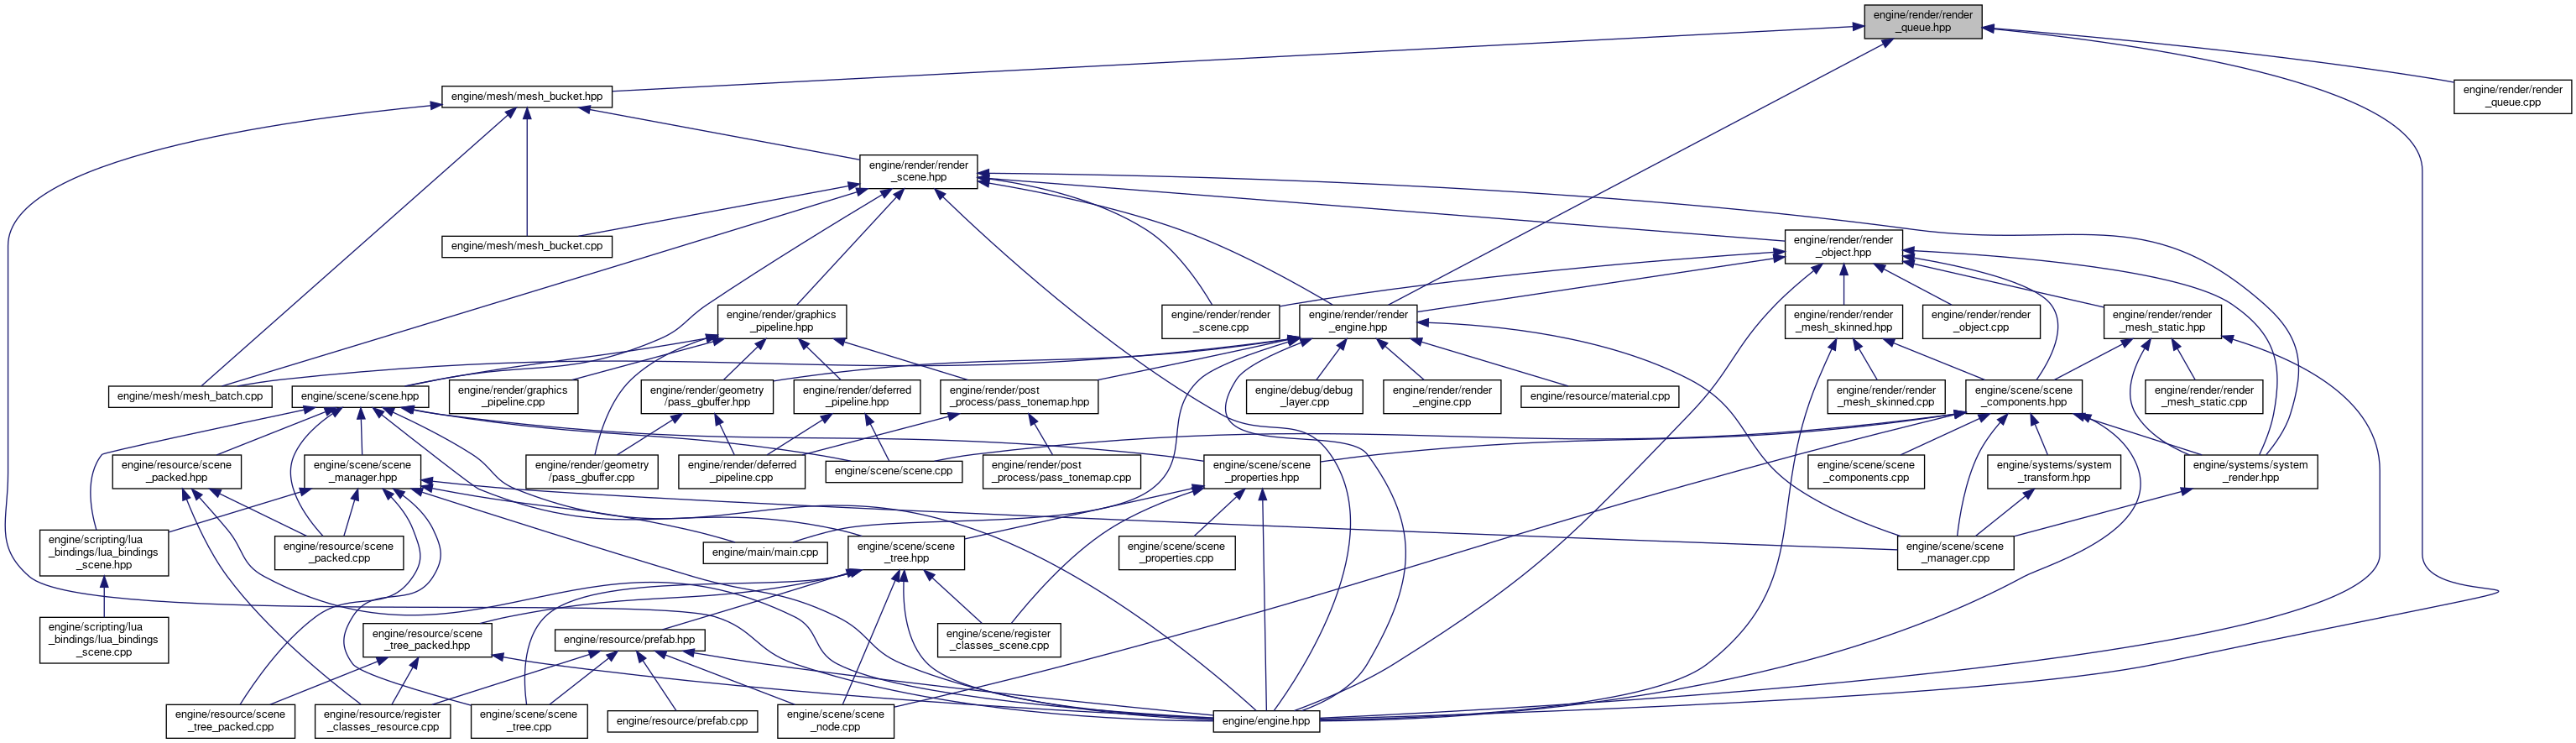 engine/render/render
_queue.hpp
engine/mesh/mesh_bucket.hpp
engine/render/render
_queue.cpp
engine/render/render
_scene.hpp
engine/mesh/mesh_bucket.cpp
engine/render/render
_object.hpp
engine/render/graphics
_pipeline.hpp
engine/render/render
_scene.cpp
engine/render/render
_engine.hpp
engine/render/render
_mesh_skinned.hpp
engine/render/render
_object.cpp
engine/render/render
_mesh_static.hpp
engine/mesh/mesh_batch.cpp
engine/scene/scene.hpp
engine/render/graphics
_pipeline.cpp
engine/render/geometry
/pass_gbuffer.hpp
engine/render/deferred
_pipeline.hpp
engine/render/post
_process/pass_tonemap.hpp
engine/debug/debug
_layer.cpp
engine/render/render
_engine.cpp
engine/resource/material.cpp
engine/render/render
_mesh_skinned.cpp
engine/scene/scene
_components.hpp
engine/render/render
_mesh_static.cpp
engine/resource/scene
_packed.hpp
engine/scene/scene
_manager.hpp
engine/render/geometry
/pass_gbuffer.cpp
engine/render/deferred
_pipeline.cpp
engine/scene/scene.cpp
engine/render/post
_process/pass_tonemap.cpp
engine/scene/scene
_properties.hpp
engine/scene/scene
_components.cpp
engine/systems/system
_transform.hpp
engine/systems/system
_render.hpp
engine/scripting/lua
_bindings/lua_bindings
_scene.hpp
engine/resource/scene
_packed.cpp
engine/main/main.cpp
engine/scene/scene
_tree.hpp
engine/scene/scene
_properties.cpp
engine/scene/scene
_manager.cpp
engine/scripting/lua
_bindings/lua_bindings
_scene.cpp
engine/resource/scene
_tree_packed.hpp
engine/resource/prefab.hpp
engine/scene/register
_classes_scene.cpp
engine/resource/scene
_tree_packed.cpp
engine/resource/register
_classes_resource.cpp
engine/scene/scene
_tree.cpp
engine/resource/prefab.cpp
engine/scene/scene
_node.cpp
engine/engine.hpp